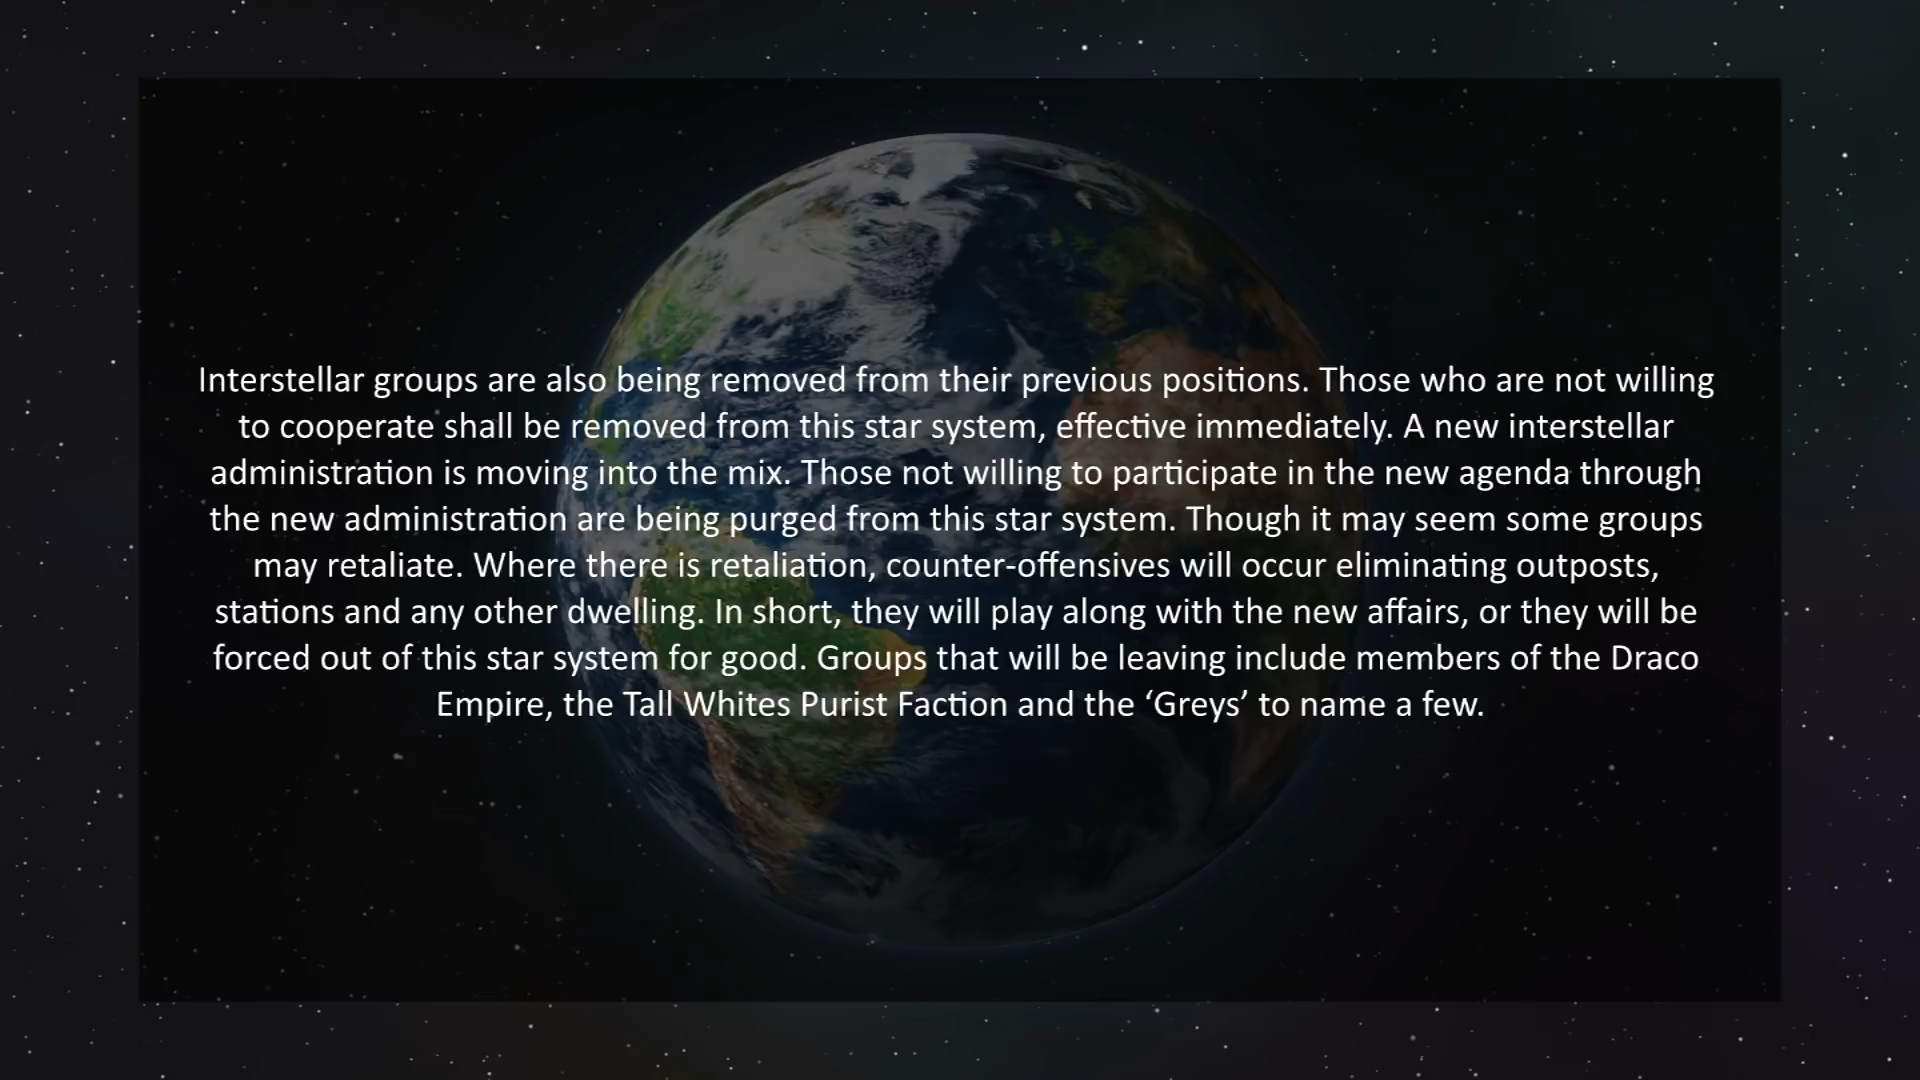 Interstellar groups are also being removed from their previous positions. Those who are not willing
to cooperate shall be removed from this star system, effective immediately. A new interstellar
administration is moving into the mix. Those not willing to participate in the new agenda through
the new administration are being purged from this star system. Though it may seem some groups
may retaliate. Where there is retaliation, counter-offensives will occur eliminating outposts,
stations and any other dwelling. In short, they will play along with the new affairs, or they will be
forced out of this star system for good. Groups that will be leaving include members of the Draco
Empire, the Tall Whites Purist Faction and the ‘Greys’ to name a few.